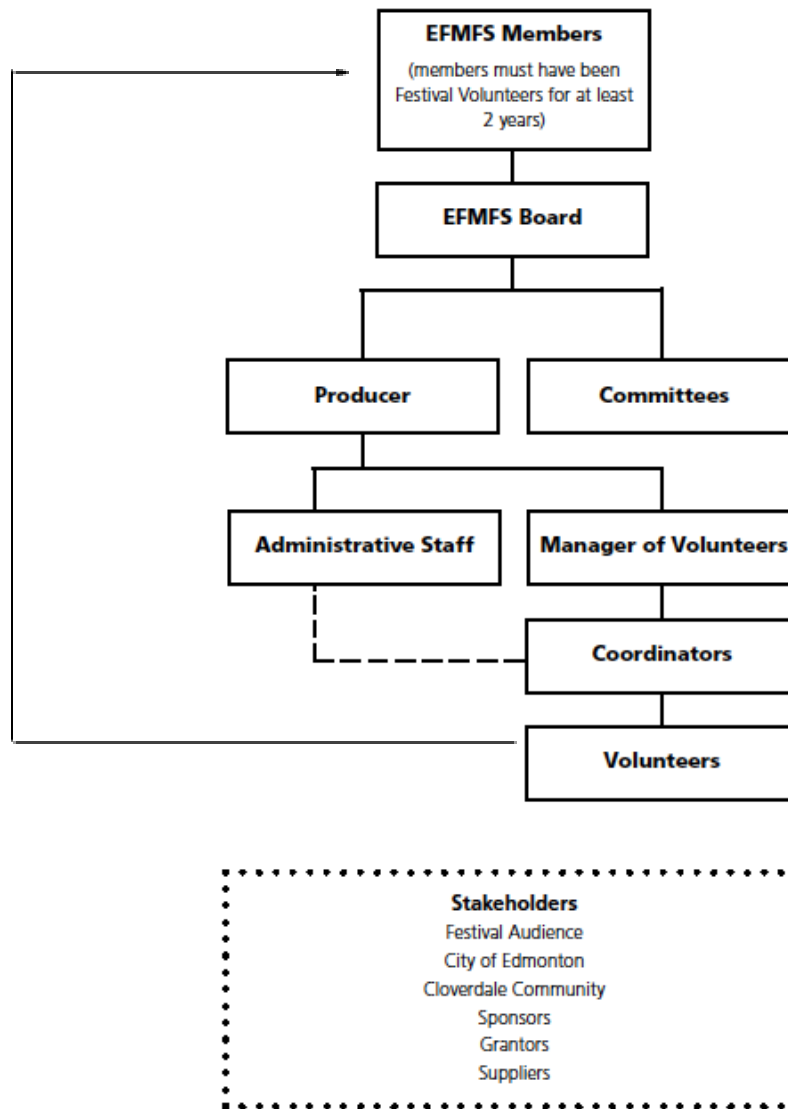 EFMFS Members
(members must have been
Festival Volunteers for at least
2 years)
EFMFS Board
Producer
Committees
Administrative Staff
Manager of Volunteers
Coordinators
Volunteers
Stakeholders
Festival Audience
City of Edmonton
Cloverdale Community
Sponsors
Grantors
Suppliers